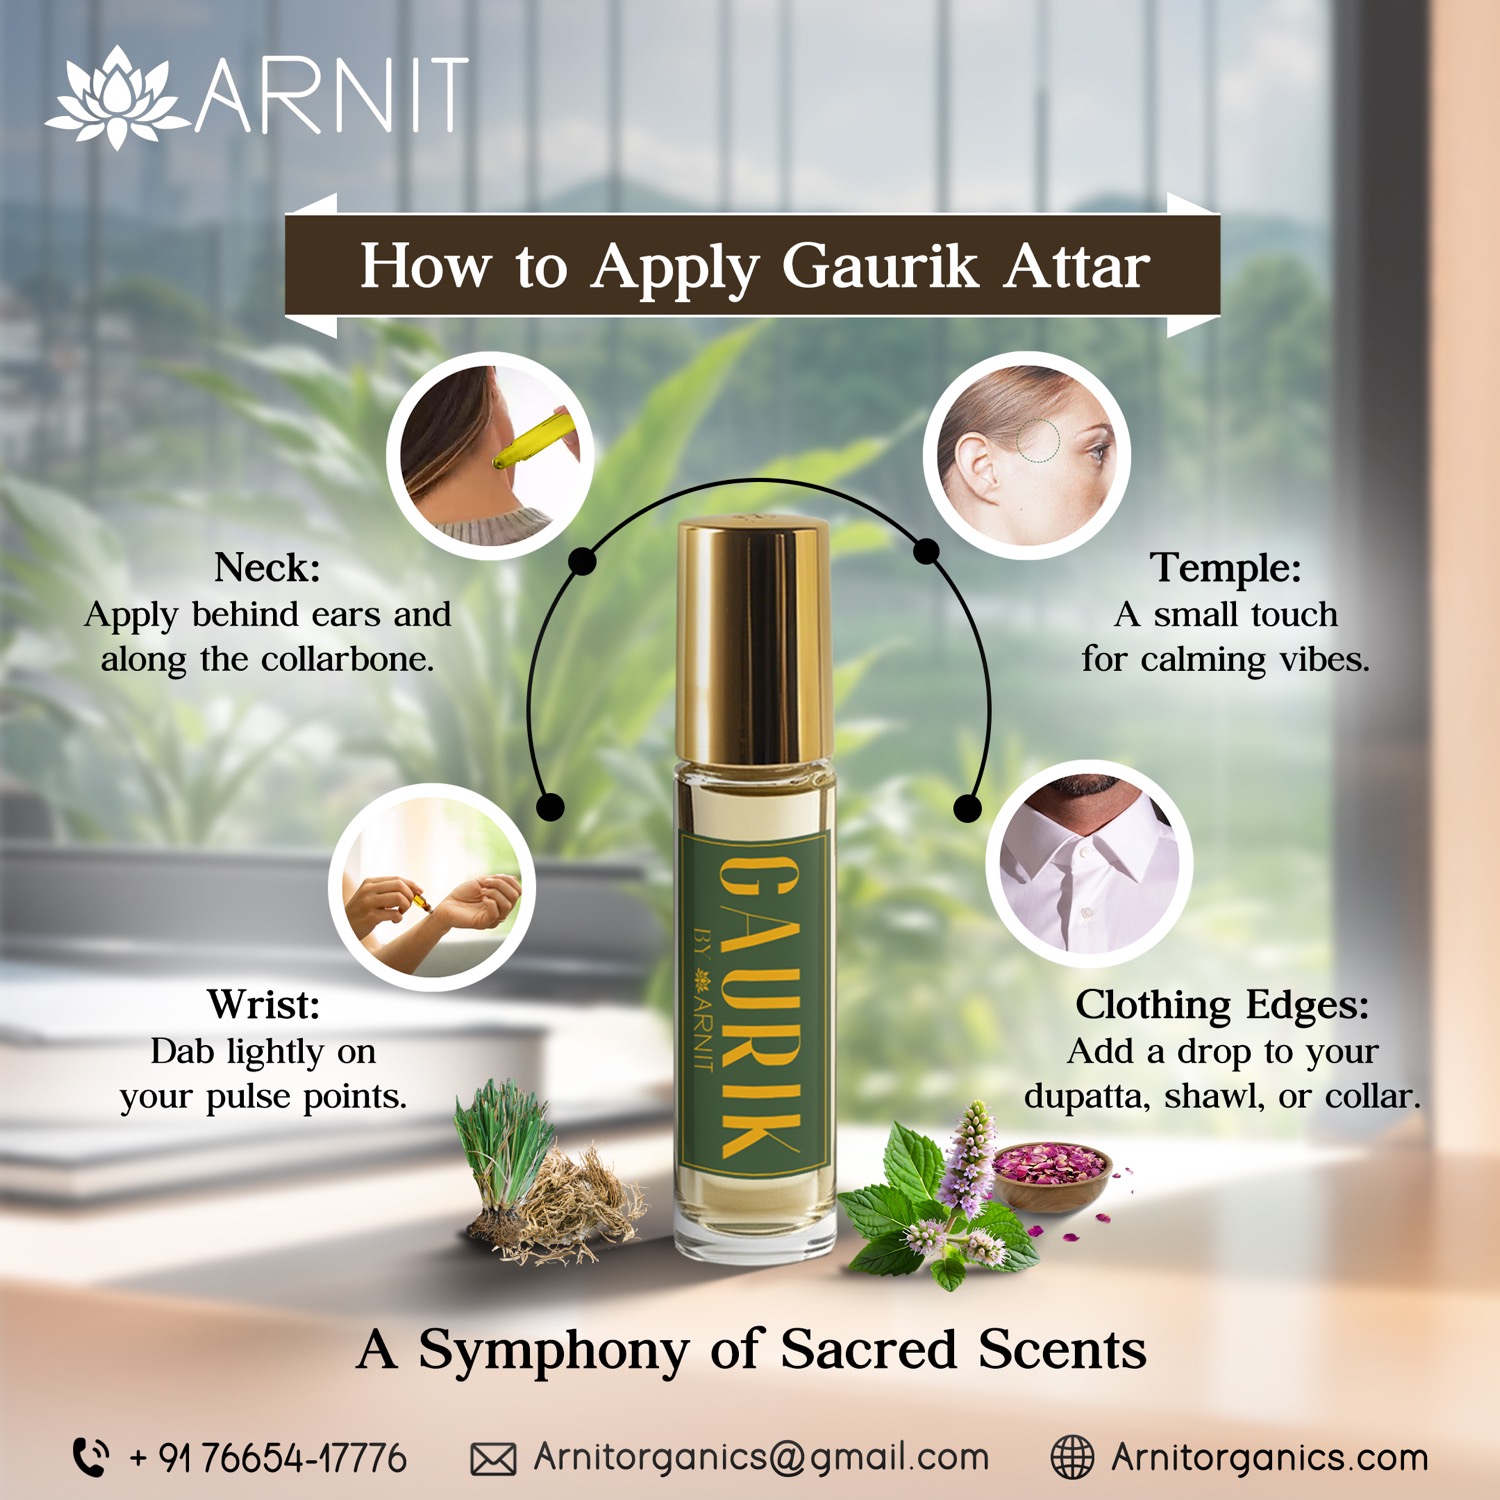 ARNIT
How to Apply Gaurik Attar
Neck:
Apply behind ears and
along the collarbone.
Temple:
A small touch
for calming vibes.
Wrist:
Dab lightly on
your pulse points.
Clothing Edges:
Add a drop to your
dupatta, shawl, or collar.
GAURIK
BY ARNIT
A Symphony of Sacred Scents
+ 91 76654-17776
Arnitorganics@gmail.com
Arnitorganics.com